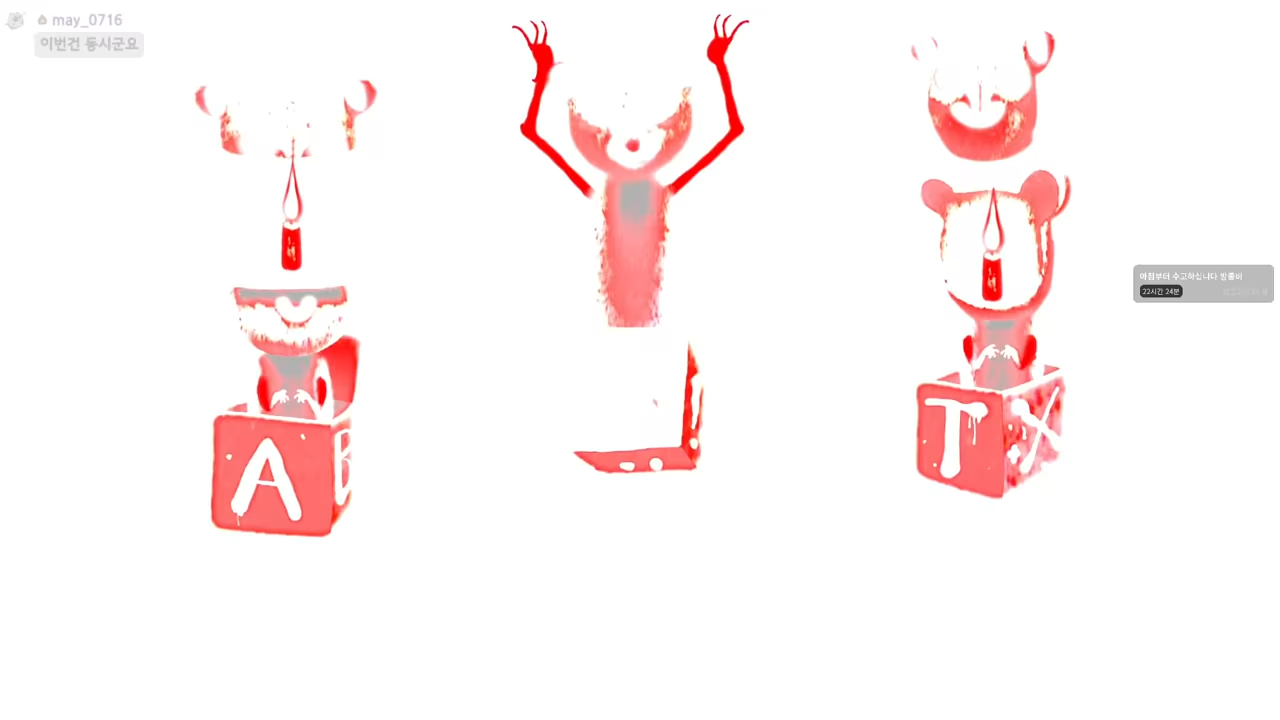 may_0716
이번건 동시군요
아침부터 수고하십니다 방룰비
22시간 24분
A
B
T
X